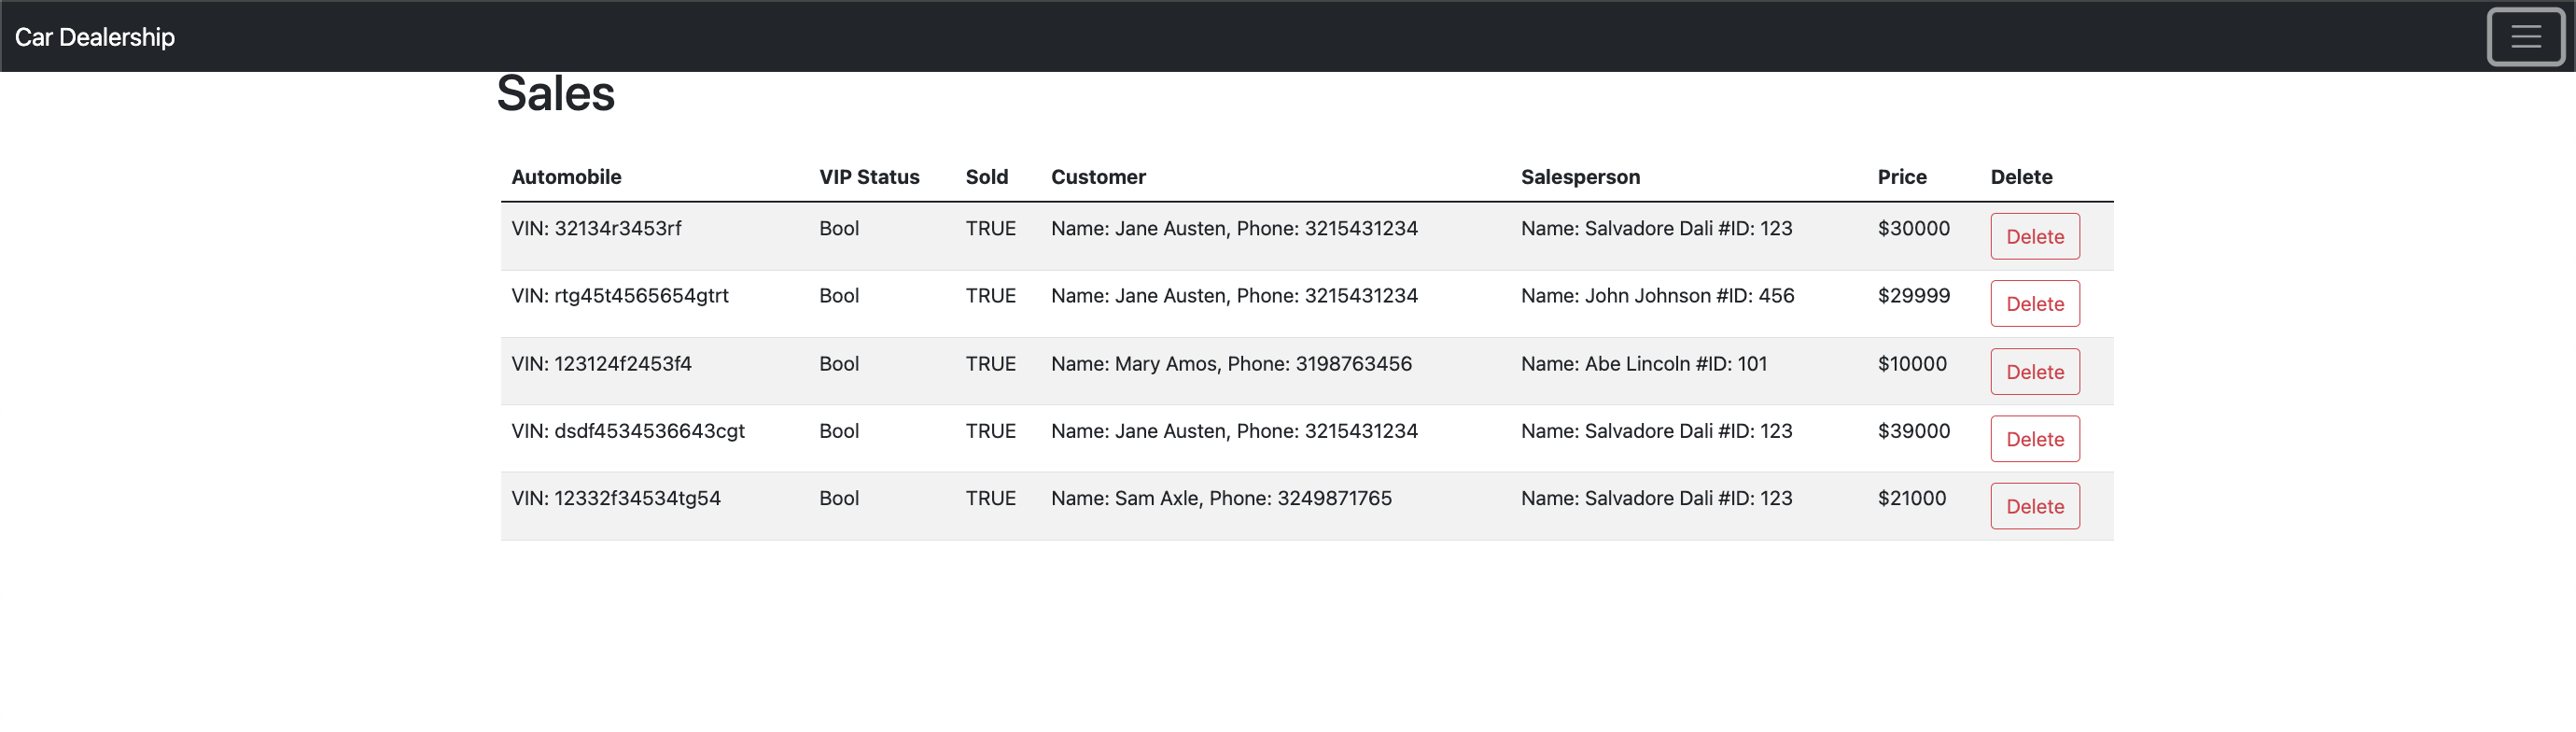 Car Dealership
Sales
Automobile VIP Status Sold Customer Salesperson Price Delete
VIN: 32134r3453rf Bool TRUE Name: Jane Austen, Phone: 3215431234 Name: Salvadore Dali #ID: 123 $30000 Delete
VIN: rtg45t4565654gtrt Bool TRUE Name: Jane Austen, Phone: 3215431234 Name: John Johnson #ID: 456 $29999 Delete
VIN: 123124f2453f4 Bool TRUE Name: Mary Amos, Phone: 3198763456 Name: Abe Lincoln #ID: 101 $10000 Delete
VIN: dsdf4534536643cgt Bool TRUE Name: Jane Austen, Phone: 3215431234 Name: Salvadore Dali #ID: 123 $39000 Delete
VIN: 12332f34534tg54 Bool TRUE Name: Sam Axle, Phone: 3249871765 Name: Salvadore Dali #ID: 123 $21000 Delete